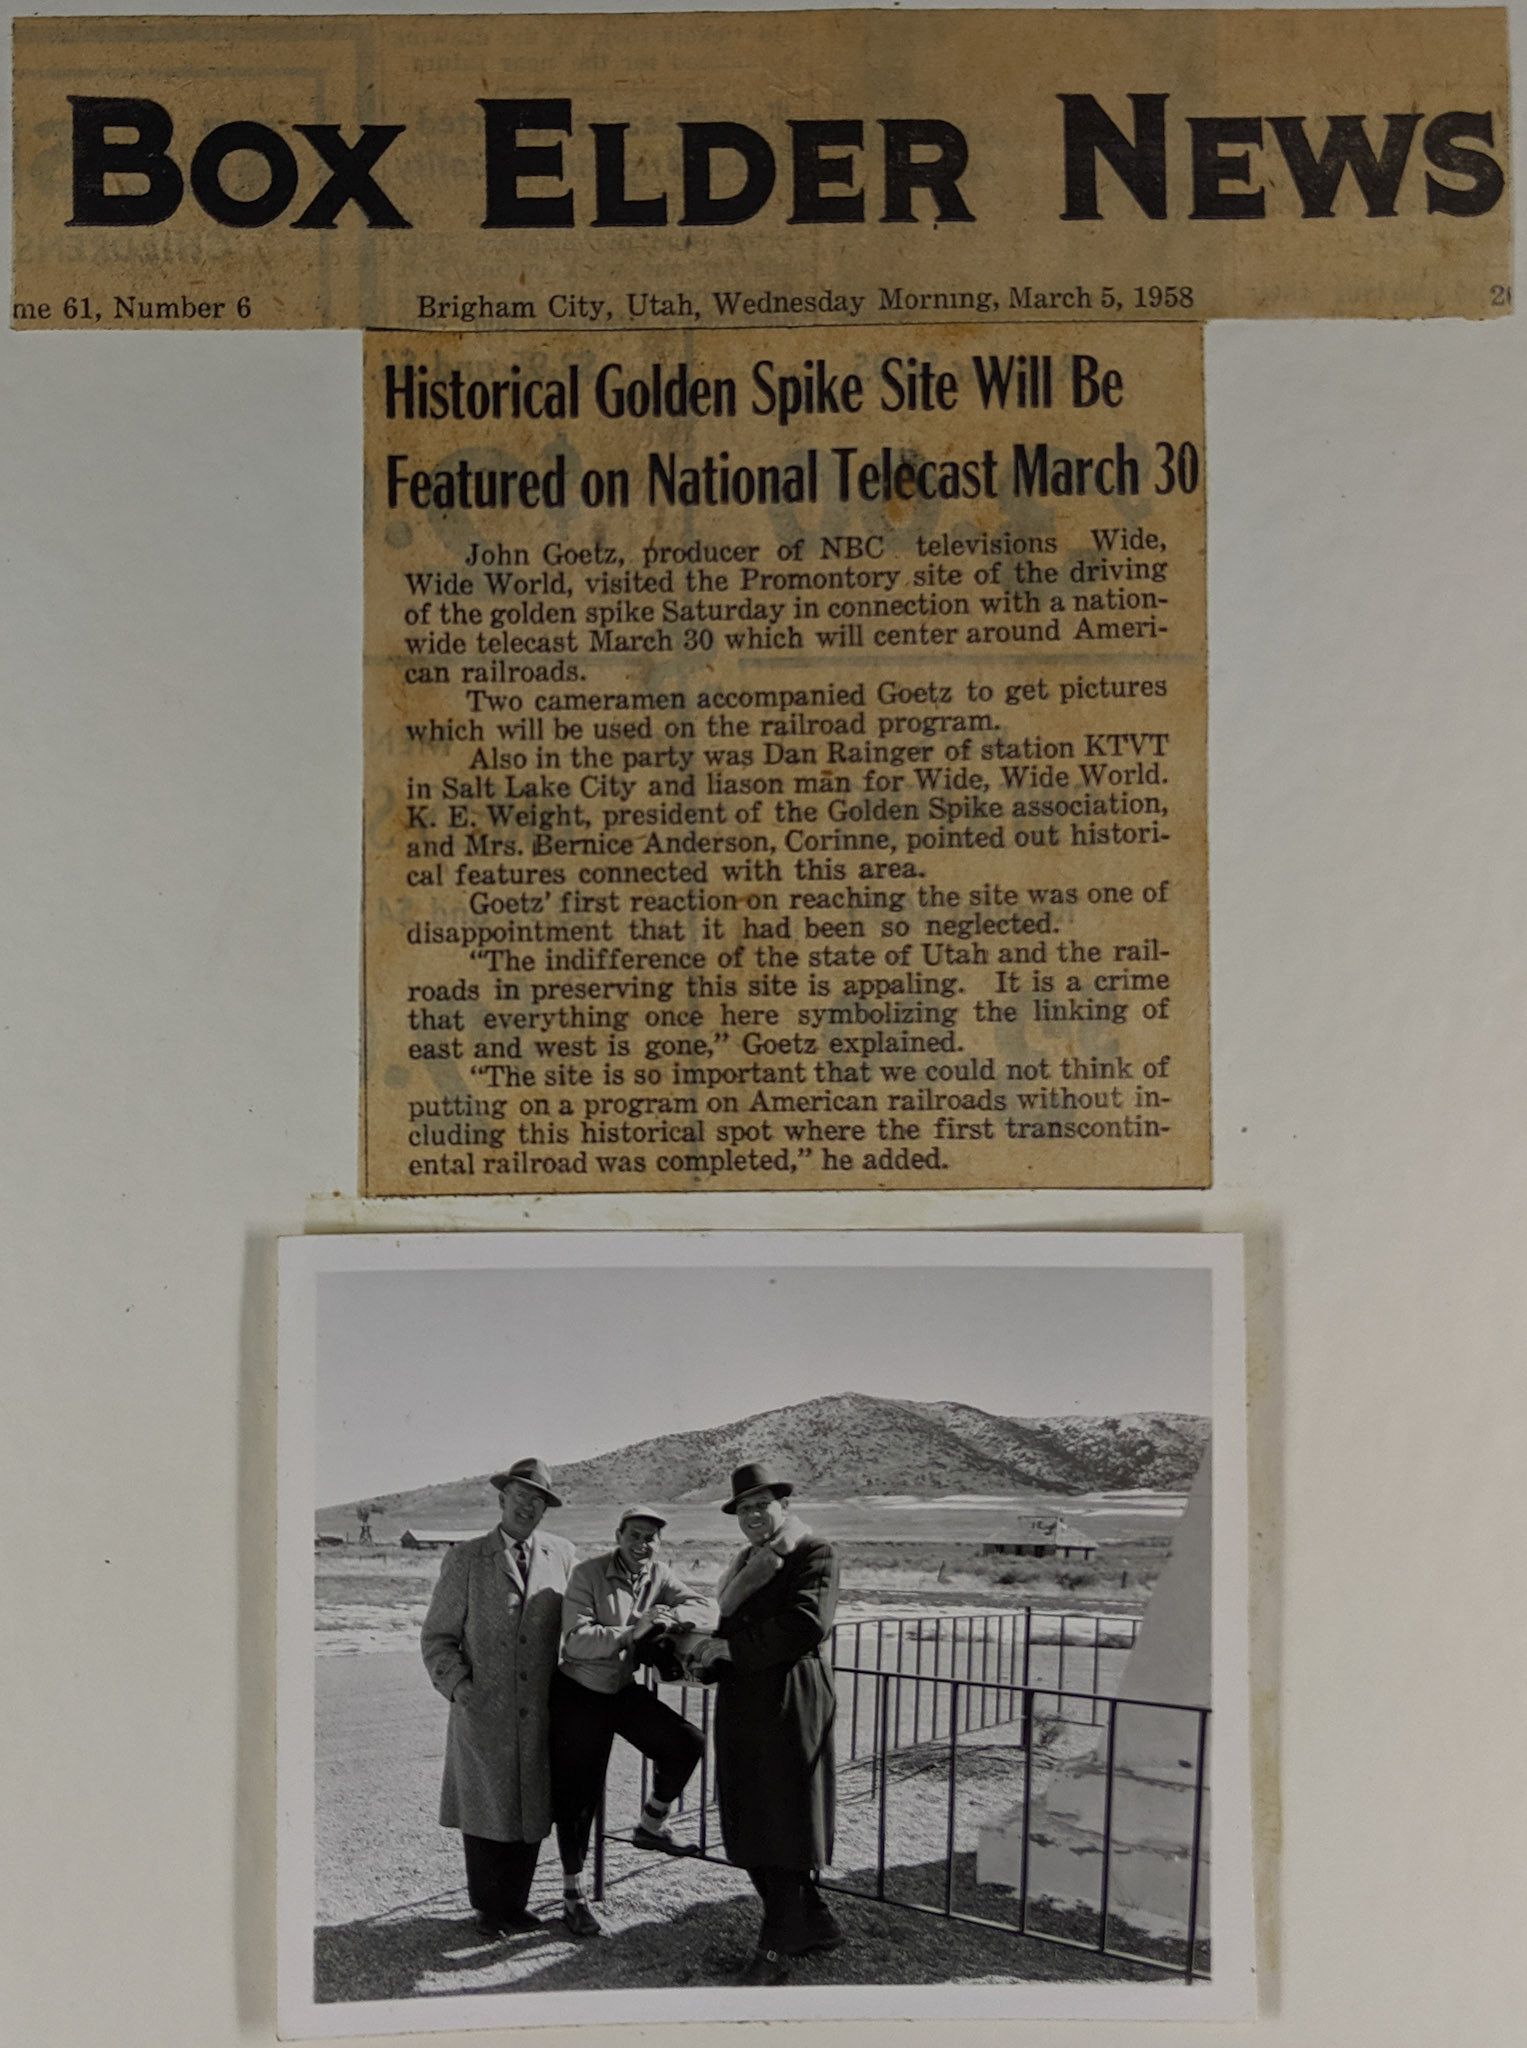 BOX ELDER NEWS
me 61, Number 6 Brigham City, Utah, Wednesday Morning, March 5, 1958
Historical Golden Spike Site Will Be
Featured on National Telecast March 30
John Goetz, producer of NBC televisions Wide,
Wide World, visited the Promontory site of the driving
of the golden spike Saturday in connection with a nation-
wide telecast March 30 which will center around Ameri-
can railroads.
Two cameramen accompanied Goetz to get pictures
which will be used on the railroad program.
Also in the party was Dan Rainger of station KTVT
in Salt Lake City and liason man for Wide, Wide World.
K. E. Weight, president of the Golden Spike association,
and Mrs. Bernice Anderson, Corinne, pointed out histori-
cal features connected with this area.
Goetz' first reaction on reaching the site was one of
disappointment that it had been so neglected.
"The indifference of the state of Utah and the rail-
roads in preserving this site is appaling. It is a crime
that everything once here symbolizing the linking of
east and west is gone," Goetz explained.
"The site is so important that we could not think of
putting on a program on American railroads without in-
cluding this historical spot where the first transcontin-
ental railroad was completed," he added.